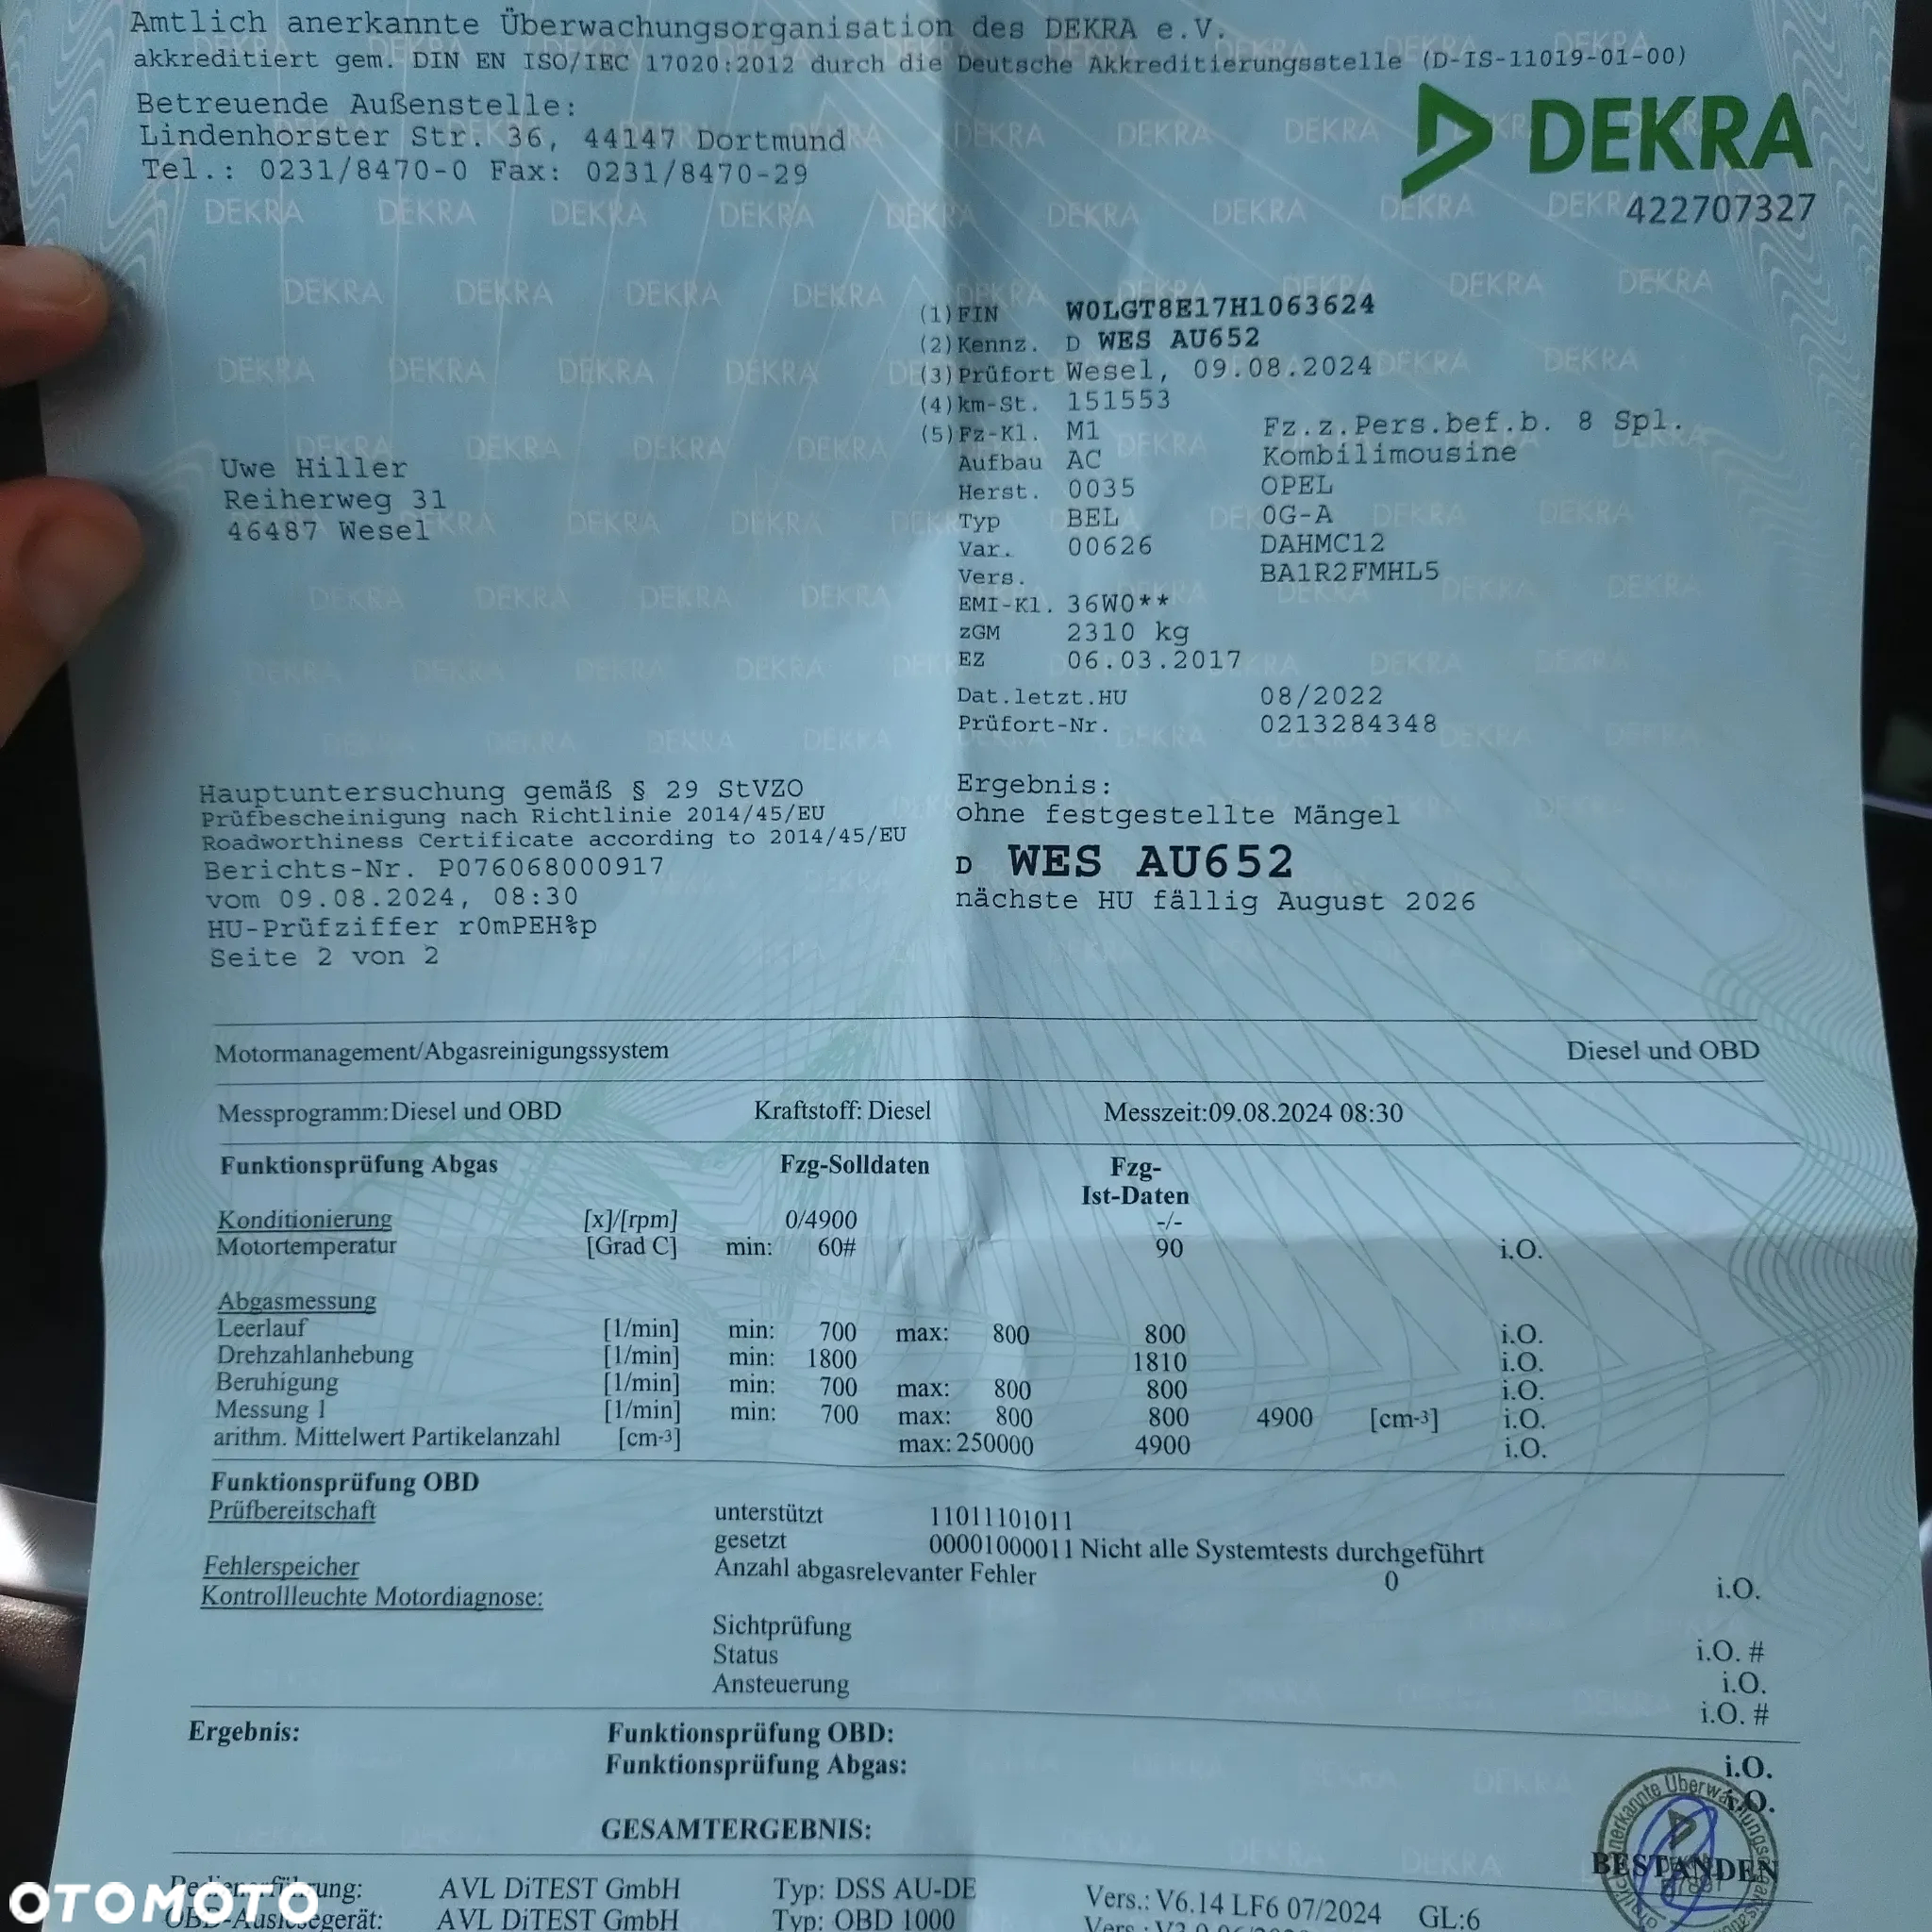 Amtlich anerkannte Überwachungsorganisation des DEKRA e.V.
akkreditiert gem. DIN EN ISO/IEC 17020:2012 durch die Deutsche Akkreditierungsstelle (D-IS-11019-01-00)
Betreuende Außenstelle:
Lindenhorster Str. 36, 44147 Dortmund
Tel.: 0231/8470-0 Fax: 0231/8470-29
DEKRA
422707327
(1) FIN W0LGT8E17H1063624
(2) Kennz. D WES AU652
(3) Prüfort Wesel, 09.08.2024
(4) km-St. 151553
(5) Fz-Kl. M1 Fz.z.Pers.bef.b. 8 Spl.
Aufbau AC Kombilimousine
Herst. 0035 OPEL
Typ BEL 0G-A
Var. 00626 DAHMC12
Vers. BA1R2FMHL5
EMI-Kl. 36W0**
zGM 2310 kg
EZ 06.03.2017
Dat.letzt.HU 08/2022
Prüfort-Nr. 0213284348
Uwe Hiller
Reiherweg 31
46487 Wesel
Hauptuntersuchung gemäß § 29 StVZO
Prüfbescheinigung nach Richtlinie 2014/45/EU
Roadworthiness Certificate according to 2014/45/EU
Berichts-Nr. P076068000917
vom 09.08.2024, 08:30
HU-Prüfziffer r0mPEH%p
Seite 2 von 2
Ergebnis:
ohne festgestellte Mängel
D WES AU652
nächste HU fällig August 2026
Motormanagement/Abgasreinigungssystem Diesel und OBD
Messprogramm:Diesel und OBD Kraftstoff: Diesel Messzeit:09.08.2024 08:30
Funktionsprüfung Abgas Fzg-Solldaten Fzg-
Ist-Daten
Konditionierung [x]/[rpm] 0/4900 -/-
Motortemperatur [Grad C] min: 60# 90 i.O.
Abgasmessung
Leerlauf [1/min] min: 700 max: 800 800 i.O.
Drehzahlanhebung [1/min] min: 1800 1810 i.O.
Beruhigung [1/min] min: 700 max: 800 800 i.O.
Messung 1 [1/min] min: 700 max: 800 800 4900 [cm-3] i.O.
arithm. Mittelwert Partikelanzahl [cm-3] max: 250000 4900 i.O.
Funktionsprüfung OBD
Prüfbereitschaft unterstützt 11011101011
gesetzt 00001000011 Nicht alle Systemtests durchgeführt
Fehlerspeicher Anzahl abgasrelevanter Fehler 0 i.O.
Kontrollleuchte Motordiagnose:
Sichtprüfung i.O. #
Status i.O.
Ansteuerung i.O. #
Ergebnis: Funktionsprüfung OBD: i.O.
Funktionsprüfung Abgas: i.O.
GESAMTERGEBNIS: BESTANDEN
Bedienerführung: AVL DiTEST GmbH Typ: DSS AU-DE Vers.: V6.14 LF6 07/2024 GL:6
OBD-Auslesegerät: AVL DiTEST GmbH Typ: OBD 1000
OTOMOTO